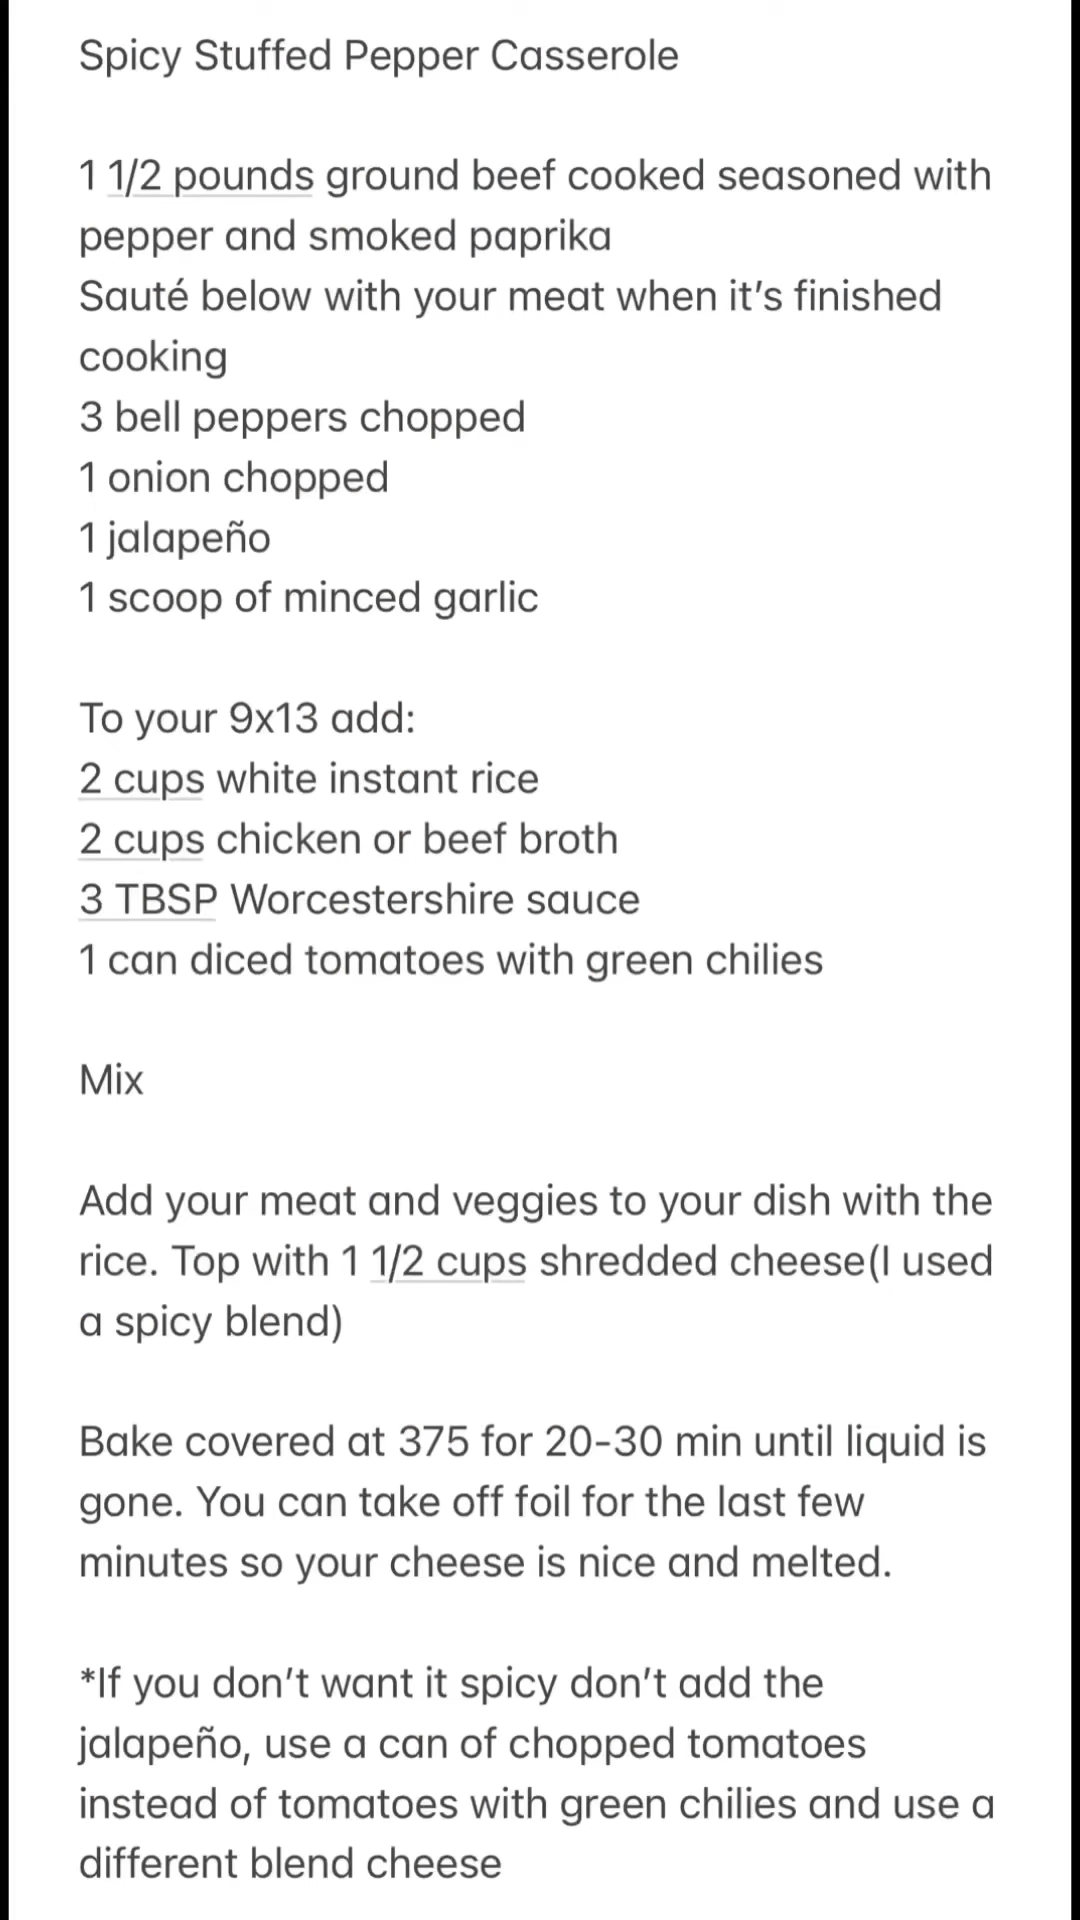 Spicy Stuffed Pepper Casserole
1 1/2 pounds ground beef cooked seasoned with
pepper and smoked paprika
Sauté below with your meat when it’s finished
cooking
3 bell peppers chopped
1 onion chopped
1 jalapeño
1 scoop of minced garlic
To your 9x13 add:
2 cups white instant rice
2 cups chicken or beef broth
3 TBSP Worcestershire sauce
1 can diced tomatoes with green chilies
Mix
Add your meat and veggies to your dish with the
rice. Top with 1 1/2 cups shredded cheese(I used
a spicy blend)
Bake covered at 375 for 20-30 min until liquid is
gone. You can take off foil for the last few
minutes so your cheese is nice and melted.
*If you don’t want it spicy don’t add the
jalapeño, use a can of chopped tomatoes
instead of tomatoes with green chilies and use a
different blend cheese